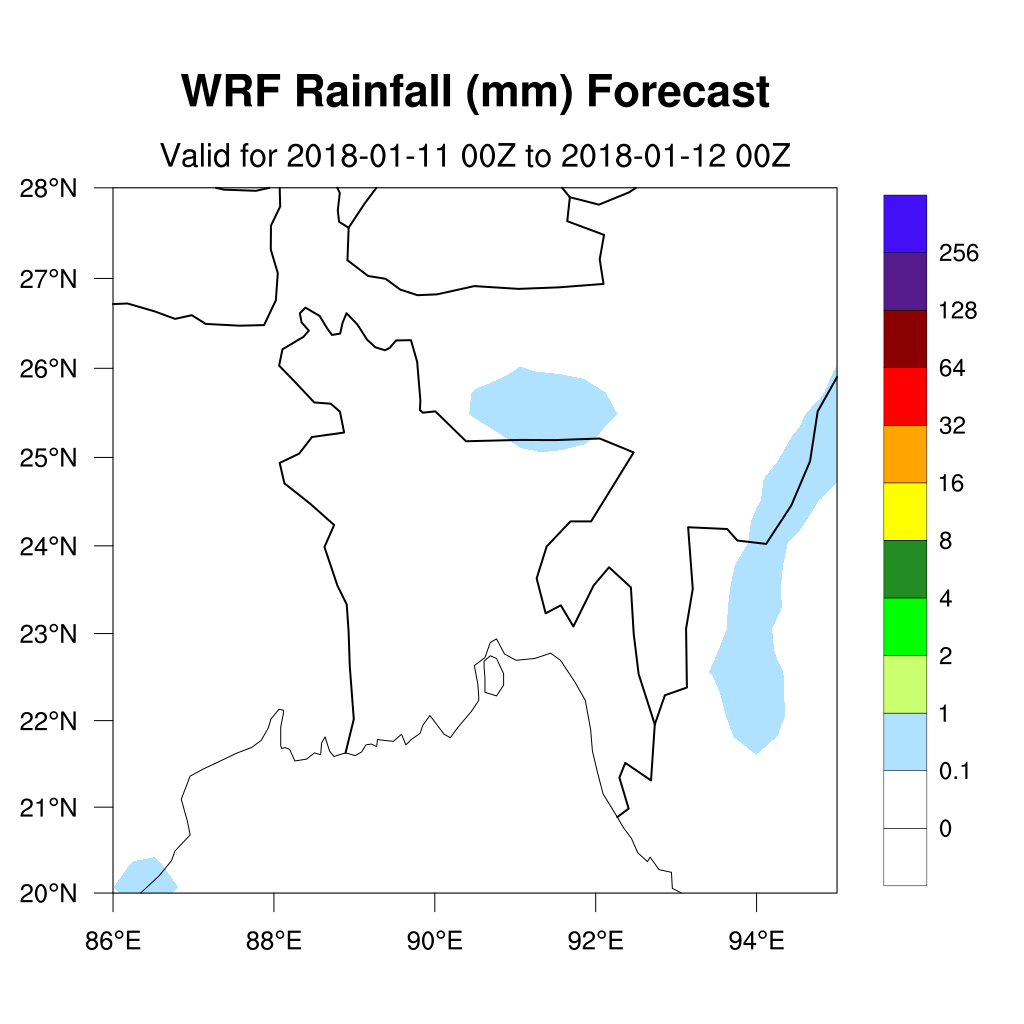 WRF Rainfall (mm) Forecast
Valid for 2018-01-11 00Z to 2018-01-12 00Z
28°N
27°N
26°N
25°N
24°N
23°N
22°N
21°N
20°N
86°E 88°E 90°E 92°E 94°E
256
128
64
32
16
8
4
2
1
0.1
0